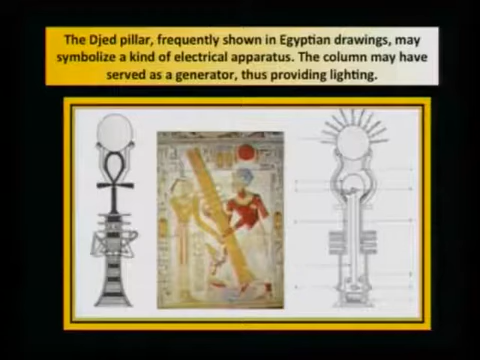 The Djed pillar, frequently shown in Egyptian drawings, may
symbolize a kind of electrical apparatus. The column may have
served as a generator, thus providing lighting.